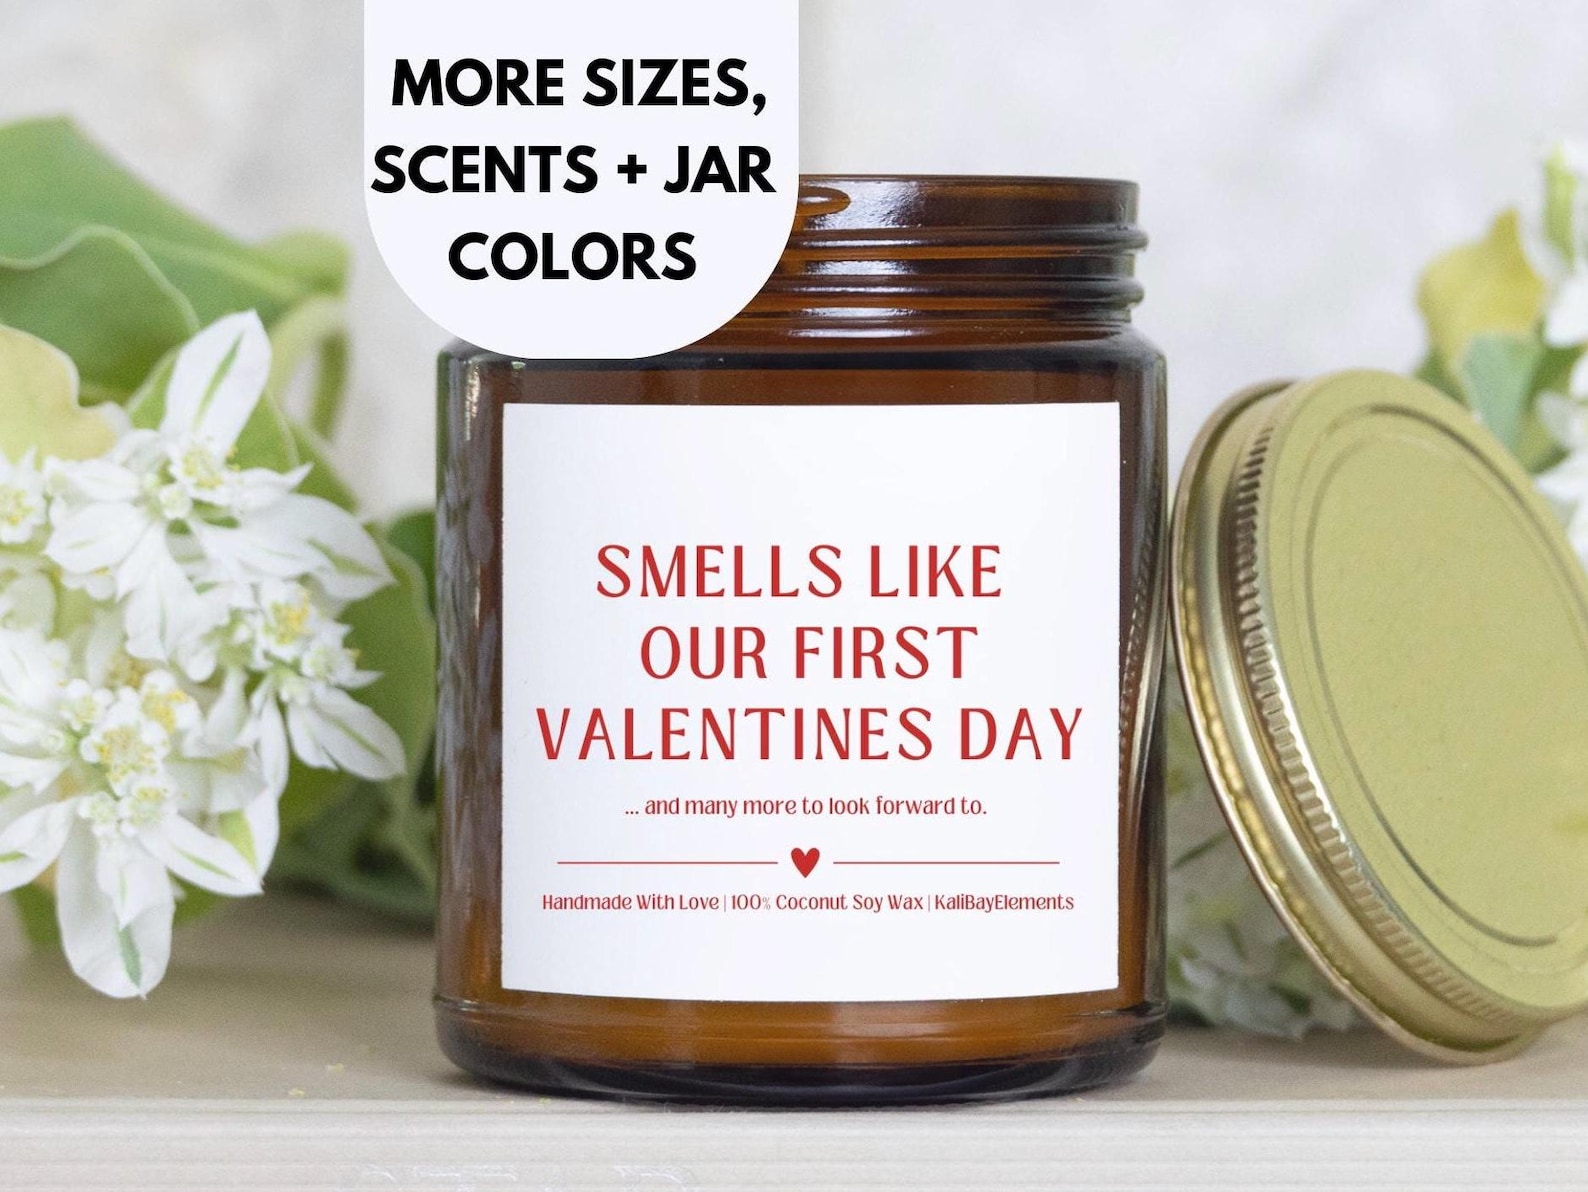 MORE SIZES,
SCENTS + JAR
COLORS
SMELLS LIKE
OUR FIRST
VALENTINES DAY
... and many more to look forward to.
Handmade With Love | 100% Coconut Soy Wax | KaliBayElements